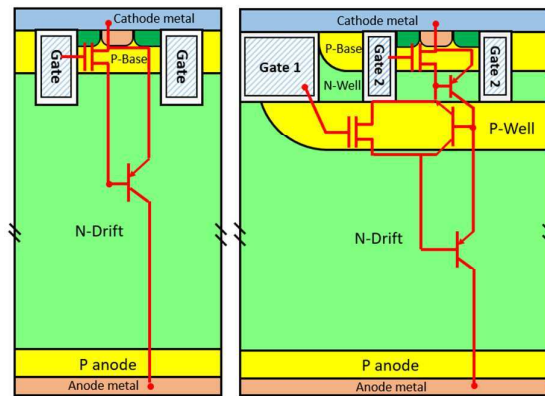 Cathode metal
Gate
P-Base
Gate
N-Drift
P anode
Anode metal
Cathode metal
P-Base
Gate 1
Gate 2
Gate 2
N-Well
P-Well
N-Drift
P anode
Anode metal